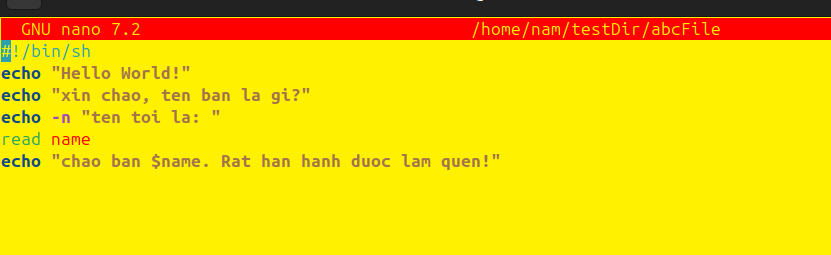 GNU nano 7.2 /home/nam/testDir/abcFile
#!/bin/sh
echo "Hello World!"
echo "xin chao, ten ban la gi?"
echo -n "ten toi la: "
read name
echo "chao ban $name. Rat han hanh duoc lam quen!"